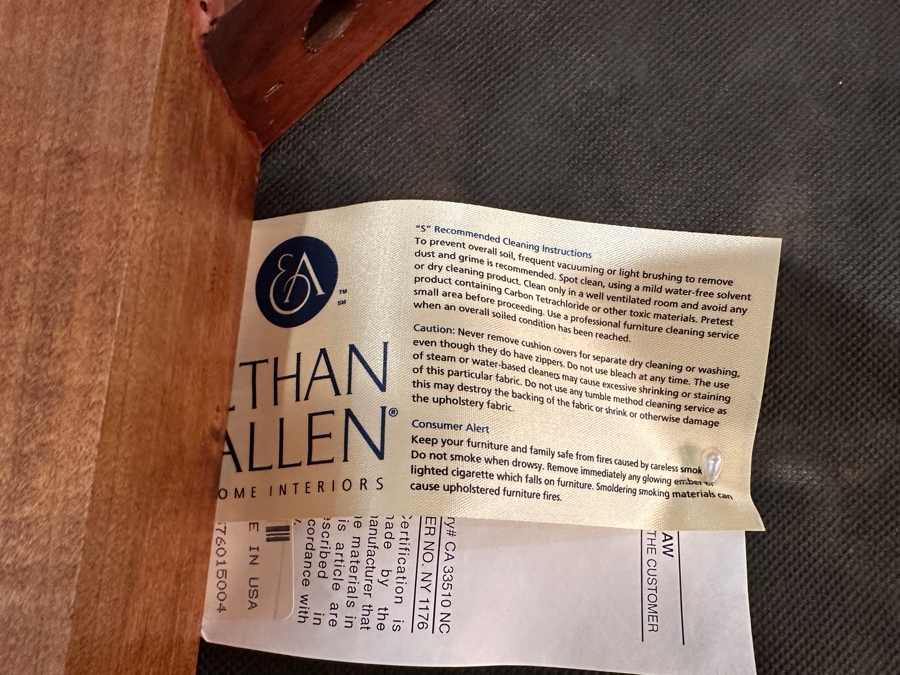 EA
TM
SM
ETHAN
ALLEN®
OME INTERIORS
"S" Recommended Cleaning Instructions
To prevent overall soil, frequent vacuuming or light brushing to remove
dust and grime is recommended. Spot clean, using a mild water-free solvent
or dry cleaning product. Clean only in a well ventilated room and avoid any
product containing Carbon Tetrachloride or other toxic materials. Pretest
small area before proceeding. Use a professional furniture cleaning service
when an overall soiled condition has been reached.
Caution: Never remove cushion covers for separate dry cleaning or washing,
even though they do have zippers. Do not use bleach at any time. The use
of steam or water-based cleaners may cause excessive shrinking or staining
of this particular fabric. Do not use any tumble method cleaning service as
this may destroy the backing of the fabric or shrink or otherwise damage
the upholstery fabric.
Consumer Alert
Keep your furniture and family safe from fires caused by careless smok
Do not smoke when drowsy. Remove immediately any glowing ember or
lighted cigarette which falls on furniture. Smoldering smoking materials can
cause upholstered furniture fires.
AW
THE CUSTOMER
ry# CA 33510 NC
ER NO. NY 1176
ertification is
ade by the
anufacturer that
e materials in
is article are
escribed in
cordance with
E IN USA
76015004